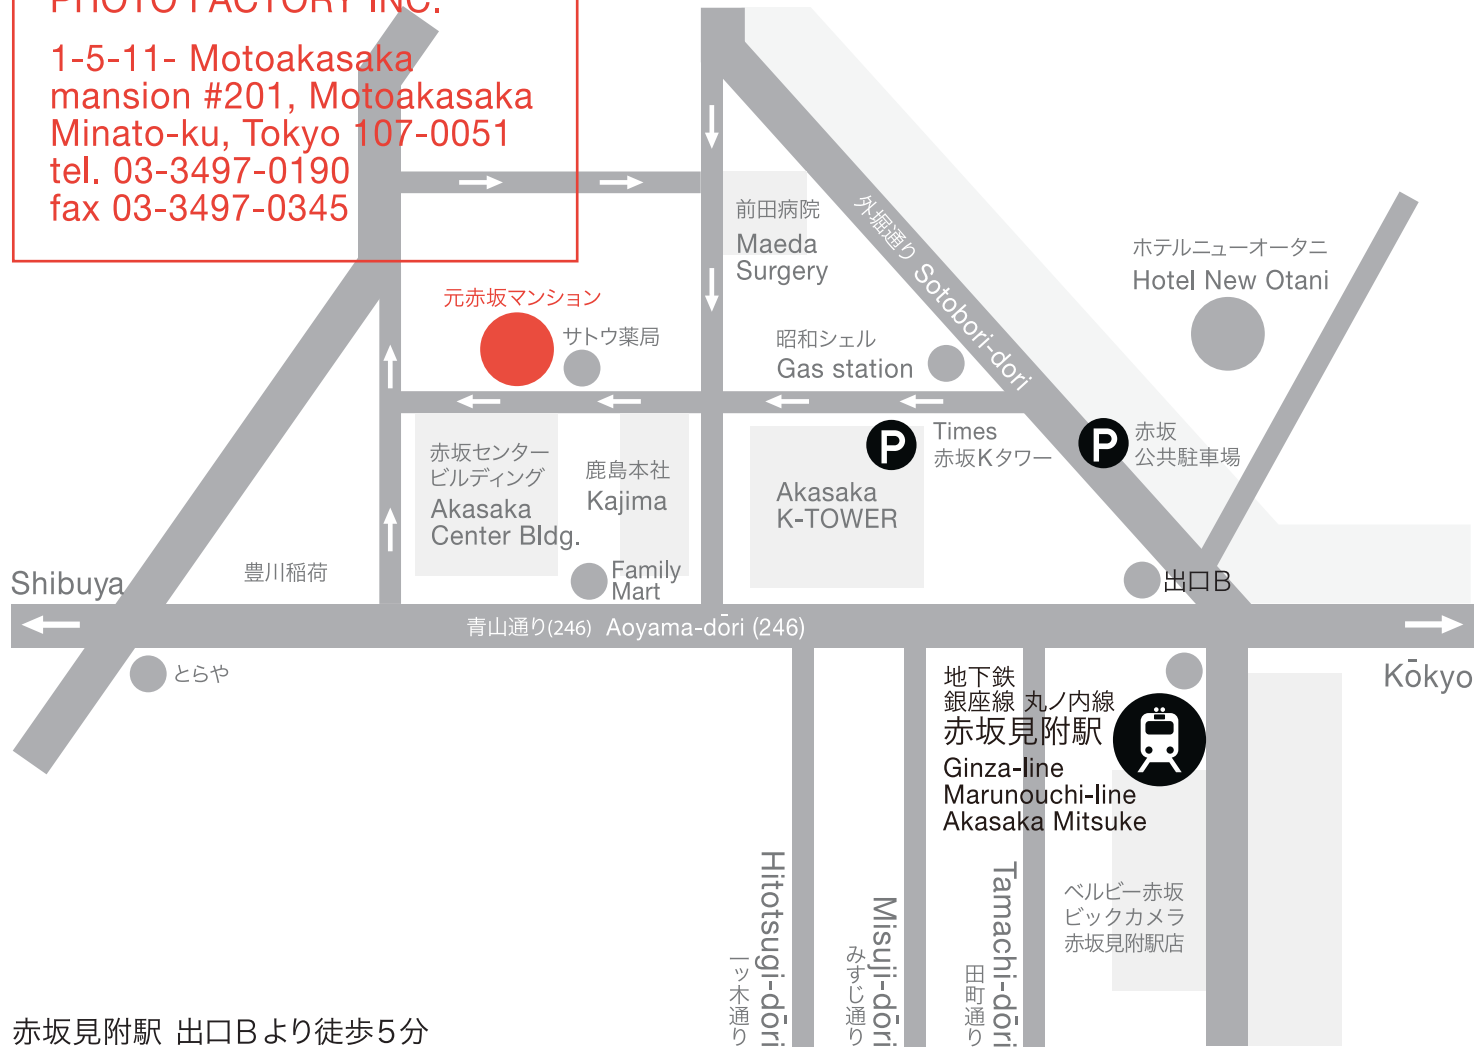 PHOTO FACTORY INC.
1-5-11- Motoakasaka
mansion #201, Motoakasaka
Minato-ku, Tokyo 107-0051
tel. 03-3497-0190
fax 03-3497-0345
前田病院
Maeda
Surgery
外堀通り Sotobori-dori
ホテルニューオータニ
Hotel New Otani
元赤坂マンション
サトウ薬局
昭和シェル
Gas station
P
Times
赤坂Kタワー
P
赤坂
公共駐車場
赤坂センター
ビルディング
Akasaka
Center Bldg.
鹿島本社
Kajima
Akasaka
K-TOWER
Family
Mart
豊川稲荷
出口B
Shibuya
青山通り(246) Aoyama-dōri (246)
Kōkyo
とらや
地下鉄
銀座線 丸ノ内線
赤坂見附駅
Ginza-line
Marunouchi-line
Akasaka Mitsuke
Hitotsugi-dōri
一ッ木通り
Misuji-dōri
みすじ通り
Tamachi-dōri
田町通り
ベルビー赤坂
ビックカメラ
赤坂見附駅店
赤坂見附駅 出口Bより徒歩5分